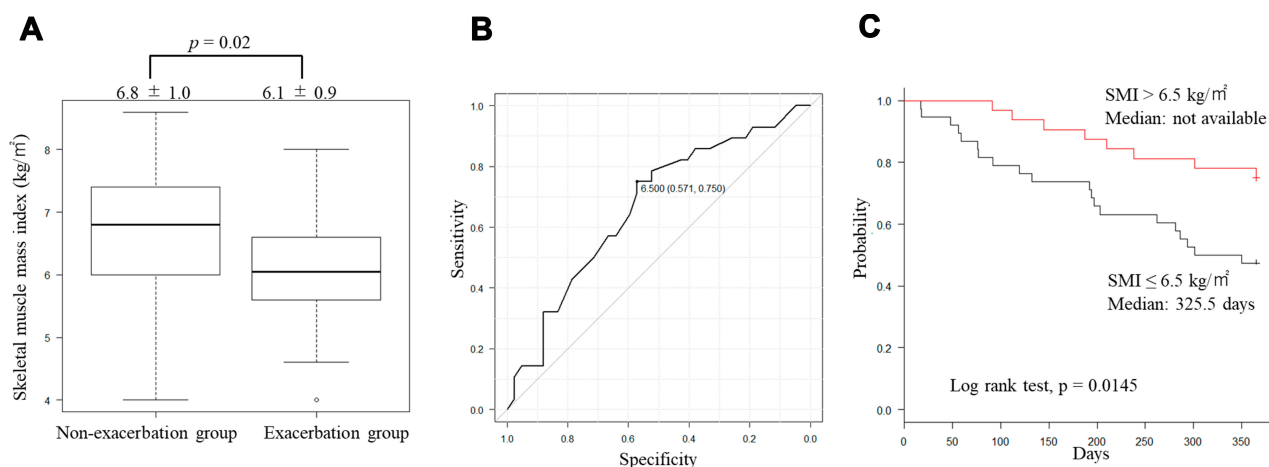 A
p = 0.02
6.8 ± 1.0
6.1 ± 0.9
Skeletal muscle mass index (kg/㎡)
8
7
6
5
4
Non-exacerbation group
Exacerbation group
B
Sensitivity
1.0
0.8
0.6
0.4
0.2
0.0
6.500 (0.571, 0.750)
1.0
0.8
0.6
0.4
0.2
0.0
Specificity
C
Probability
1.0
0.8
0.6
0.4
0.2
0.0
SMI > 6.5 kg/㎡
Median: not available
SMI ≤ 6.5 kg/㎡
Median: 325.5 days
Log rank test, p = 0.0145
0
50
100
150
200
250
300
350
Days